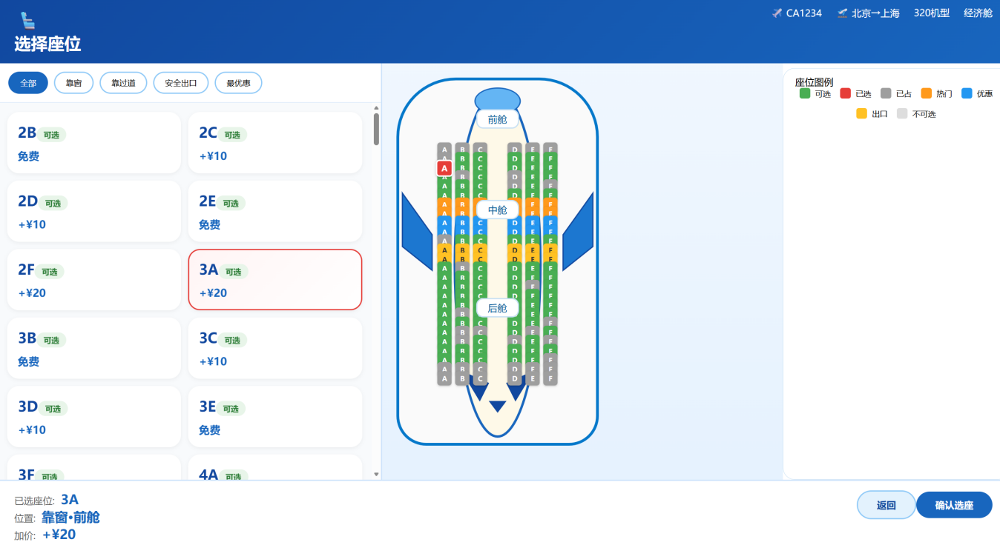 选择座位
CA1234
北京→上海
320机型
经济舱
全部
靠窗
靠过道
安全出口
最优惠
2B 可选
免费
2C 可选
+¥10
2D 可选
+¥10
2E 可选
免费
2F 可选
+¥20
3A 可选
+¥20
3B 可选
免费
3C 可选
+¥10
3D 可选
+¥10
3E 可选
免费
3F 可选
4A 可选
前舱
A B C D E F
A B C D E F
A B C D E F
A B C D E F
A B C D E F
A B C D E F
A B E F
中舱
A B E F
A B C D E F
A B C D E F
A B C D E F
A B C D E F
A B C D E F
A B C D E F
A B C D E F
A B C D E F
A B C D E F
A B E F
后舱
A B E F
A B C D E F
A B C D E F
A B C D E F
A B C D E F
A B C D E F
A B C D E F
A B C D E F
座位图例
可选
已选
已占
热门
优惠
出口
不可选
已选座位: 3A
位置: 靠窗•前舱
加价: +¥20
返回
确认选座